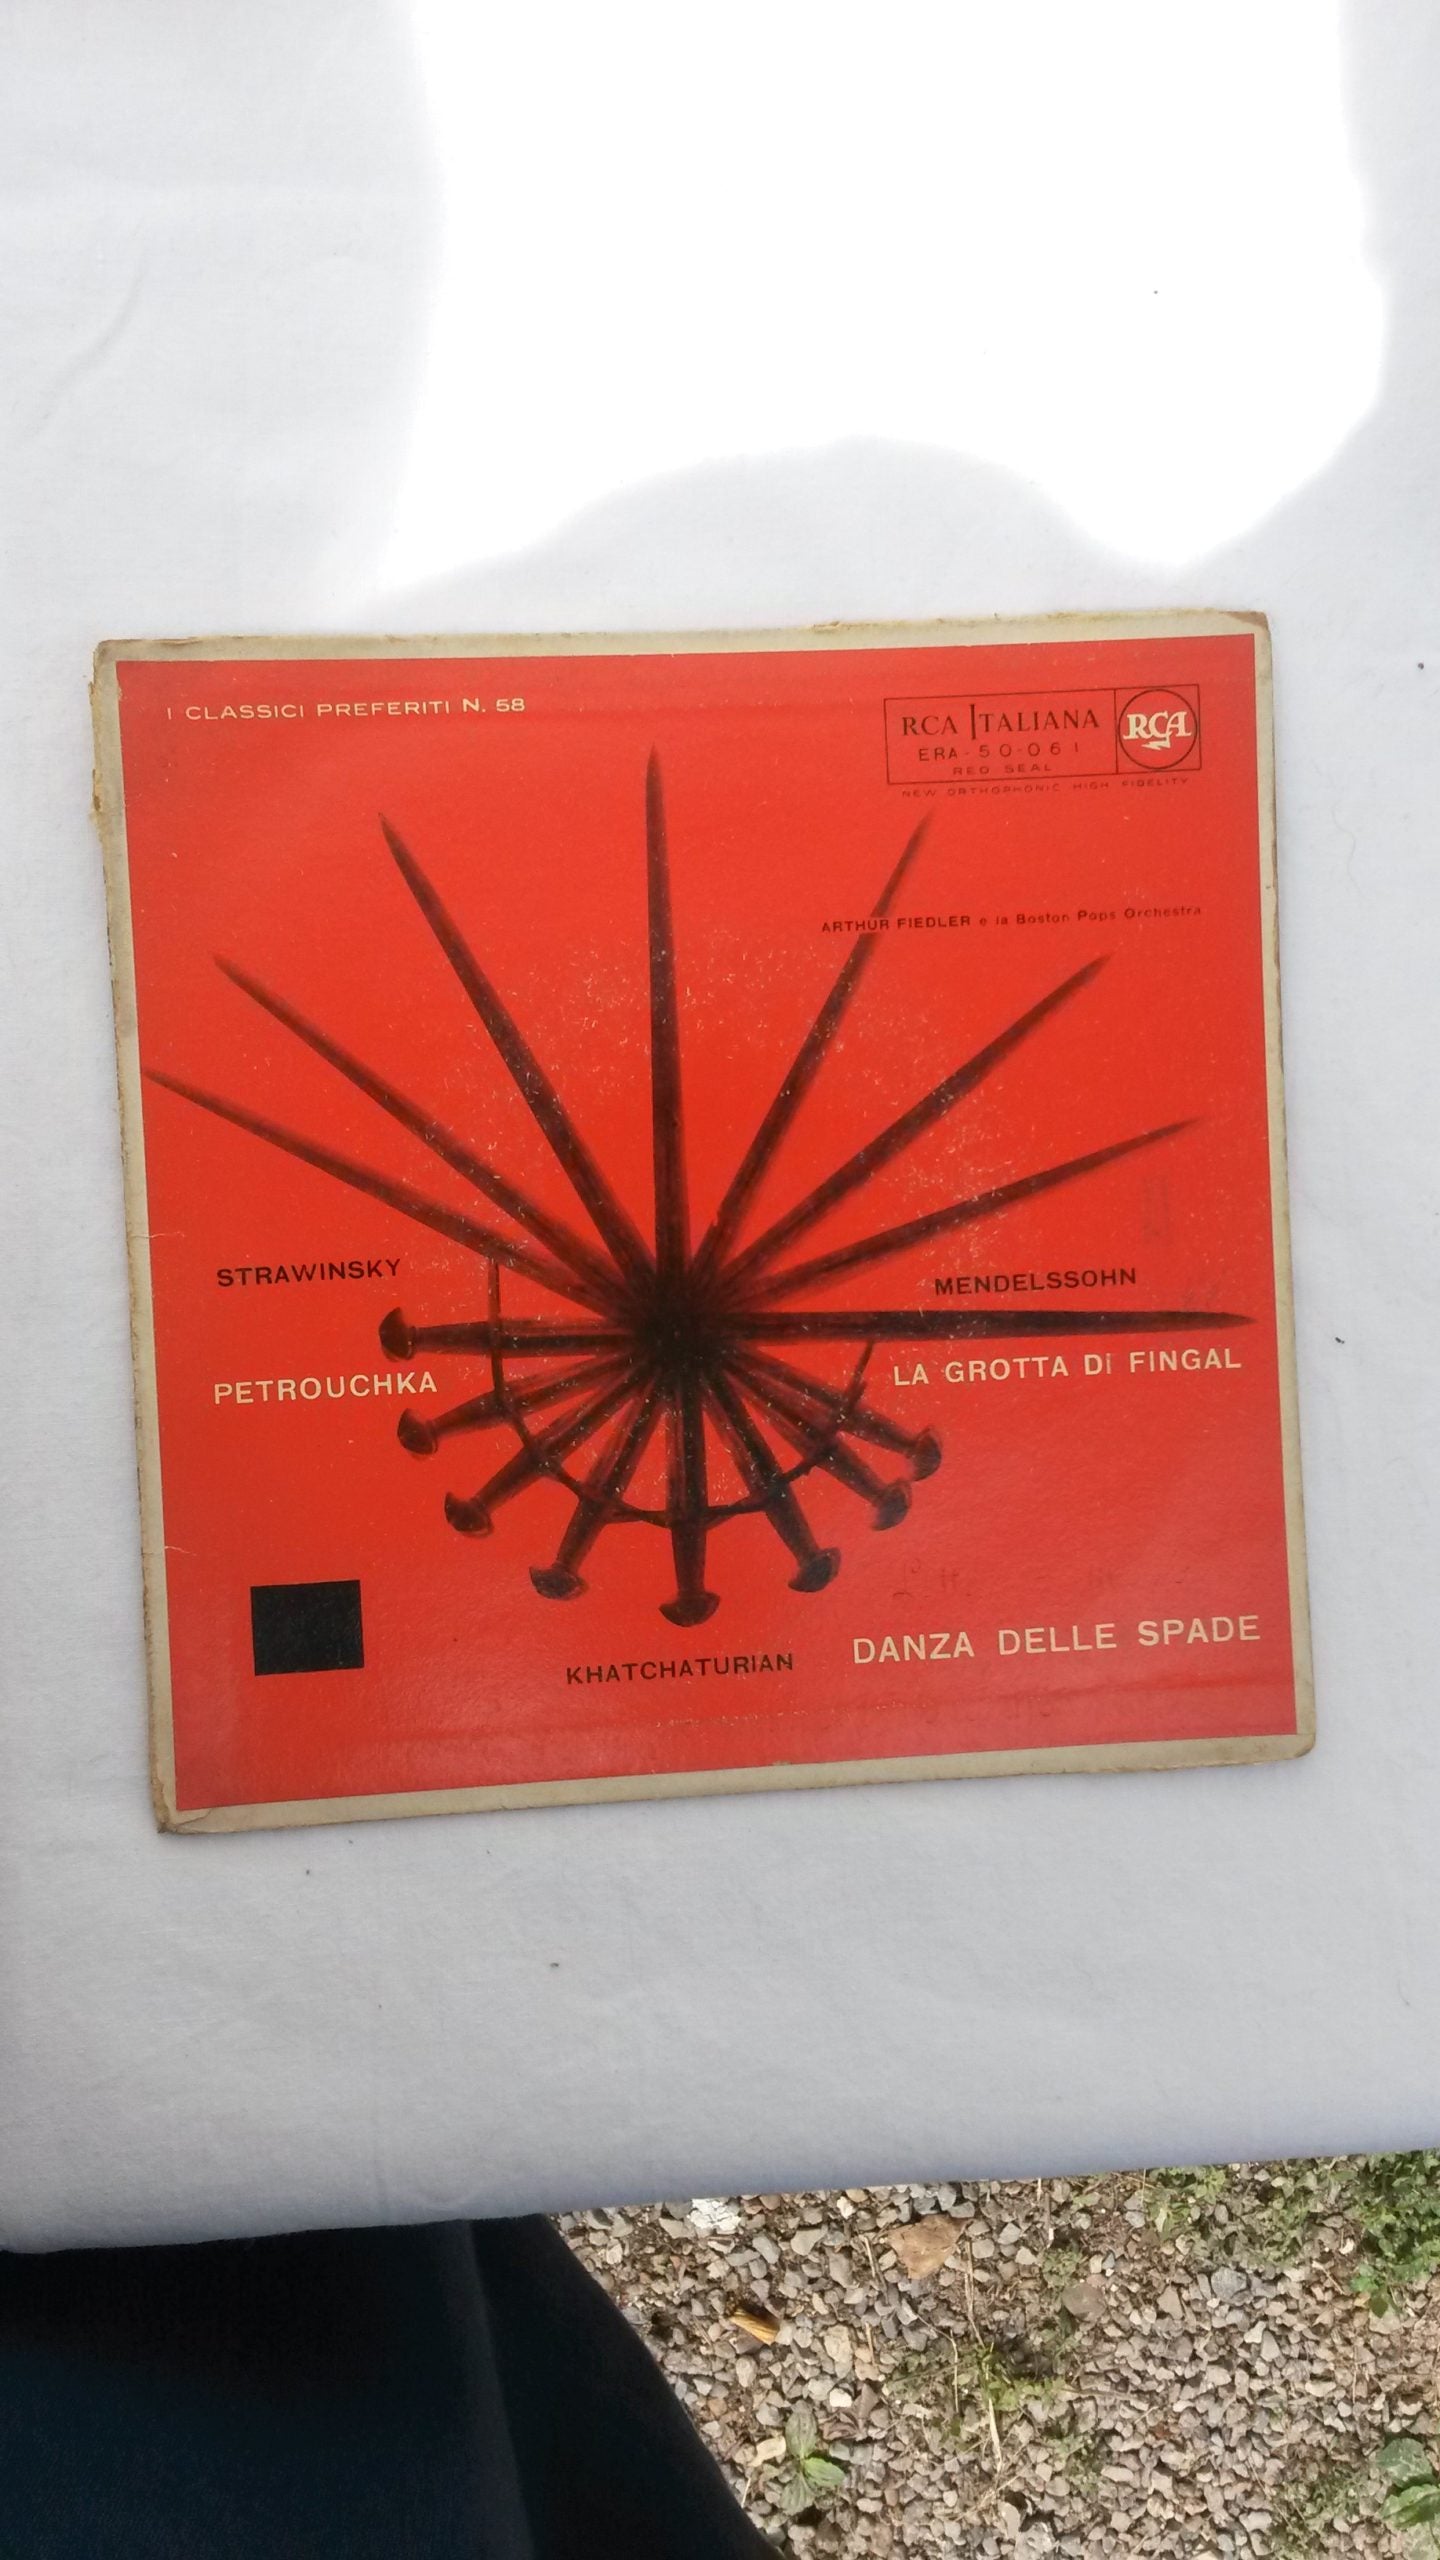 I CLASSICI PREFERITI N. 58
RCA ITALIANA
ERA-50-061
RED SEAL
RCA
NEW ORTHOPHONIC HIGH FIDELITY
ARTHUR FIEDLER e la Boston Pops Orchestra
STRAWINSKY
PETROUCHKA
MENDELSSOHN
LA GROTTA DI FINGAL
KHATCHATURIAN
DANZA DELLE SPADE